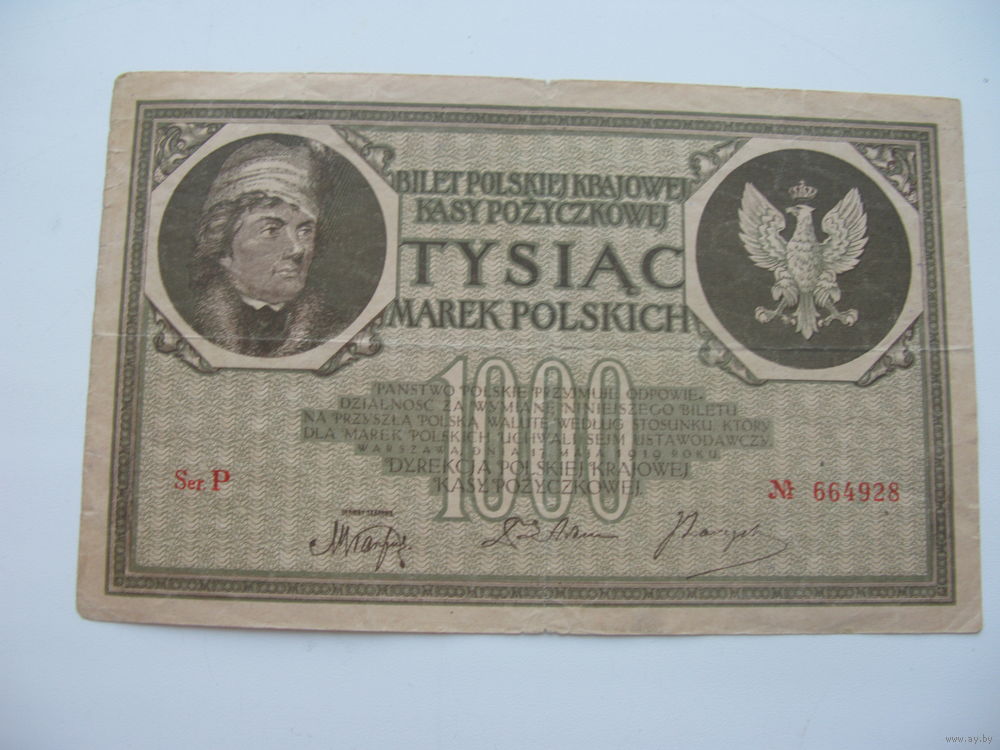 BILET POLSKIEJ KRAJOWEJ
KASY POŻYCZKOWEJ
TYSIĄC
MAREK POLSKICH
1000
PAŃSTWO POLSKIE PRZYJMUJE ODPOWIE-
DZIALNOŚĆ ZA WYMIANĘ NINIEJSZEGO BILETU
NA PRZYSZŁĄ POLSKĄ WALUTĘ WEDŁUG STOSUNKU, KTÓRY
DLA MAREK POLSKICH UCHWALI SEJM USTAWODAWCZY.
WARSZAWA, DNIA 17 MAJA 1919 ROKU
DYREKCJA POLSKIEJ KRAJOWEJ
KASY POŻYCZKOWEJ.
Ser. P
№ 664928
www.ay.by